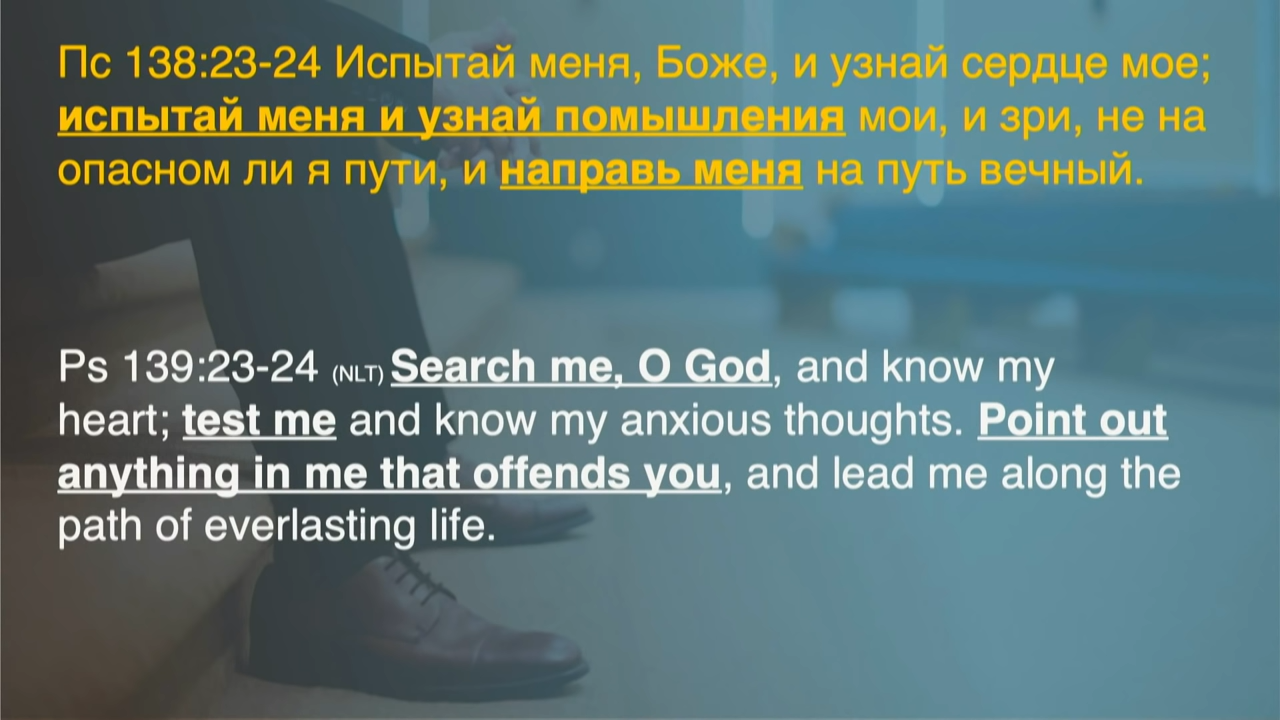 Пс 138:23-24 Испытай меня, Боже, и узнай сердце мое;
испытай меня и узнай помышления мои, и зри, не на
опасном ли я пути, и направь меня на путь вечный.
Ps 139:23-24 (NLT) Search me, O God, and know my
heart; test me and know my anxious thoughts. Point out
anything in me that offends you, and lead me along the
path of everlasting life.